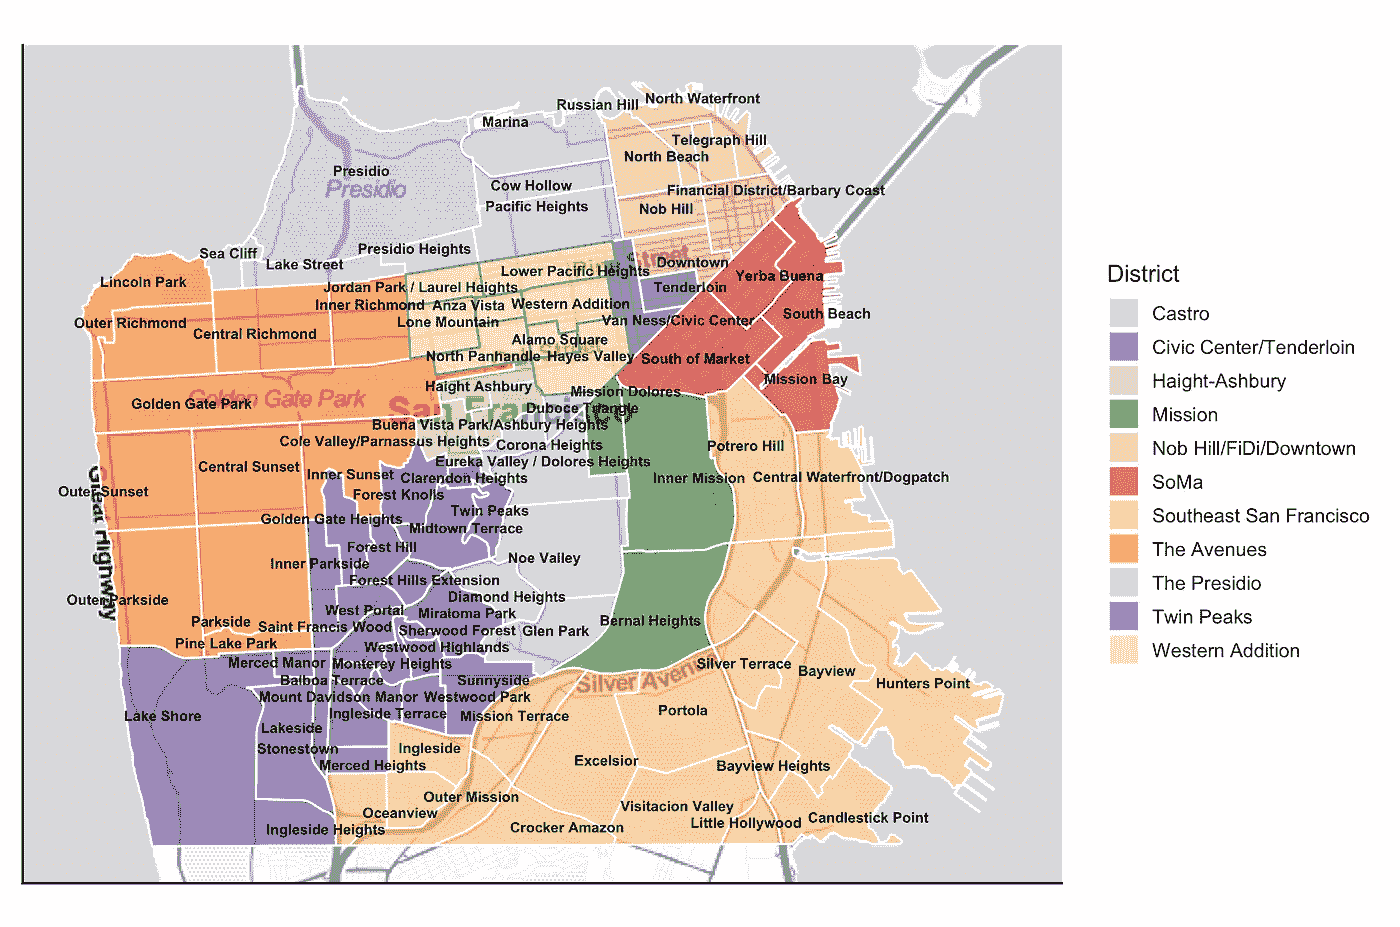 Russian Hill
North Waterfront
Marina
Telegraph Hill
North Beach
Presidio
Presidio
Cow Hollow
Financial District/Barbary Coast
Pacific Heights
Nob Hill
Sea Cliff
Presidio Heights
Lake Street
Street
Downtown
Lower Pacific Heights
Yerba Buena
Lincoln Park
Jordan Park / Laurel Heights
Tenderloin
Inner Richmond
Anza Vista
Western Addition
South Beach
Outer Richmond
Central Richmond
Lone Mountain
Van Ness/Civic Center
Alamo Square
North Panhandle
Hayes Valley
South of Market
Mission Bay
Haight Ashbury
Mission Dolores
Golden Gate Park
Golden Gate Park
San Francisco
Duboce Triangle
Buena Vista Park/Ashbury Heights
Cole Valley/Parnassus Heights
Corona Heights
Potrero Hill
Eureka Valley / Dolores Heights
Central Sunset
Inner Sunset
Clarendon Heights
Inner Mission
Central Waterfront/Dogpatch
Outer Sunset
Great Highway
Forest Knolls
Twin Peaks
Golden Gate Heights
Midtown Terrace
Forest Hill
Noe Valley
Inner Parkside
Forest Hills Extension
Outer Parkside
Diamond Heights
West Portal
Miratoma Park
Parkside
Saint Francis Wood
Sherwood Forest
Glen Park
Bernal Heights
Pine Lake Park
Westwood Highlands
Merced Manor
Monterey Heights
Silver Terrace
Bayview
Balboa Terrace
Sunnyside
Silver Avenue
Hunters Point
Mount Davidson Manor
Westwood Park
Lake Shore
Ingleside Terrace
Mission Terrace
Portola
Lakeside
Stonestown
Ingleside
Merced Heights
Excelsior
Bayview Heights
Outer Mission
Oceanview
Visitacion Valley
Ingleside Heights
Crocker Amazon
Little Hollywood
Candlestick Point
District
Castro
Civic Center/Tenderloin
Haight-Ashbury
Mission
Nob Hill/FiDi/Downtown
SoMa
Southeast San Francisco
The Avenues
The Presidio
Twin Peaks
Western Addition